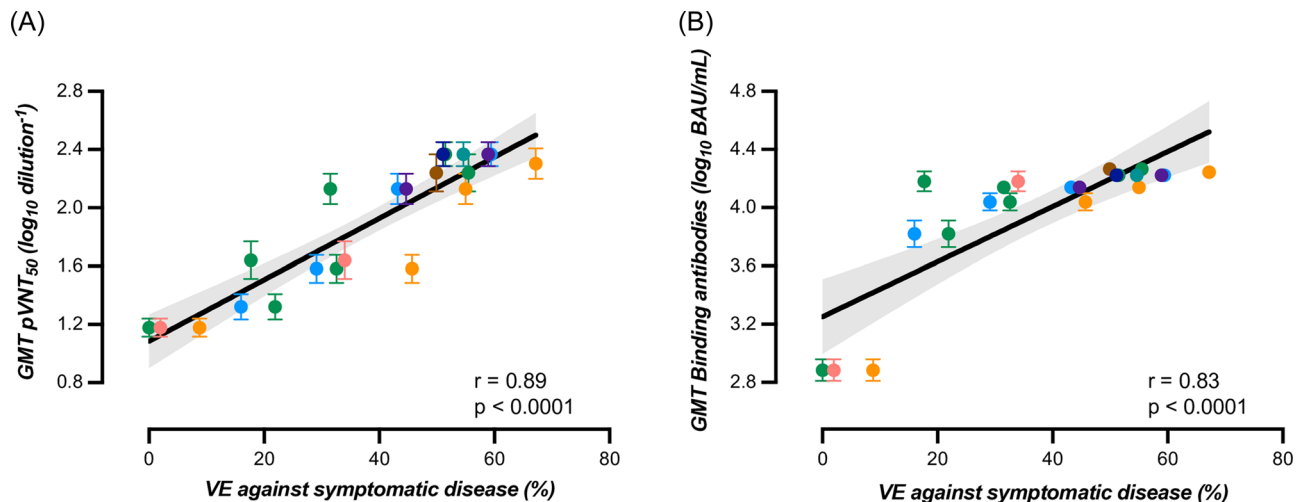 (A)
GMT pVNT50 (log10 dilution-1)
2.8
2.4
2.0
1.6
1.2
0.8
r = 0.89
p < 0.0001
0 20 40 60 80
VE against symptomatic disease (%)
(B)
GMT Binding antibodies (log10 BAU/mL)
4.8
4.4
4.0
3.6
3.2
2.8
r = 0.83
p < 0.0001
0 20 40 60 80
VE against symptomatic disease (%)